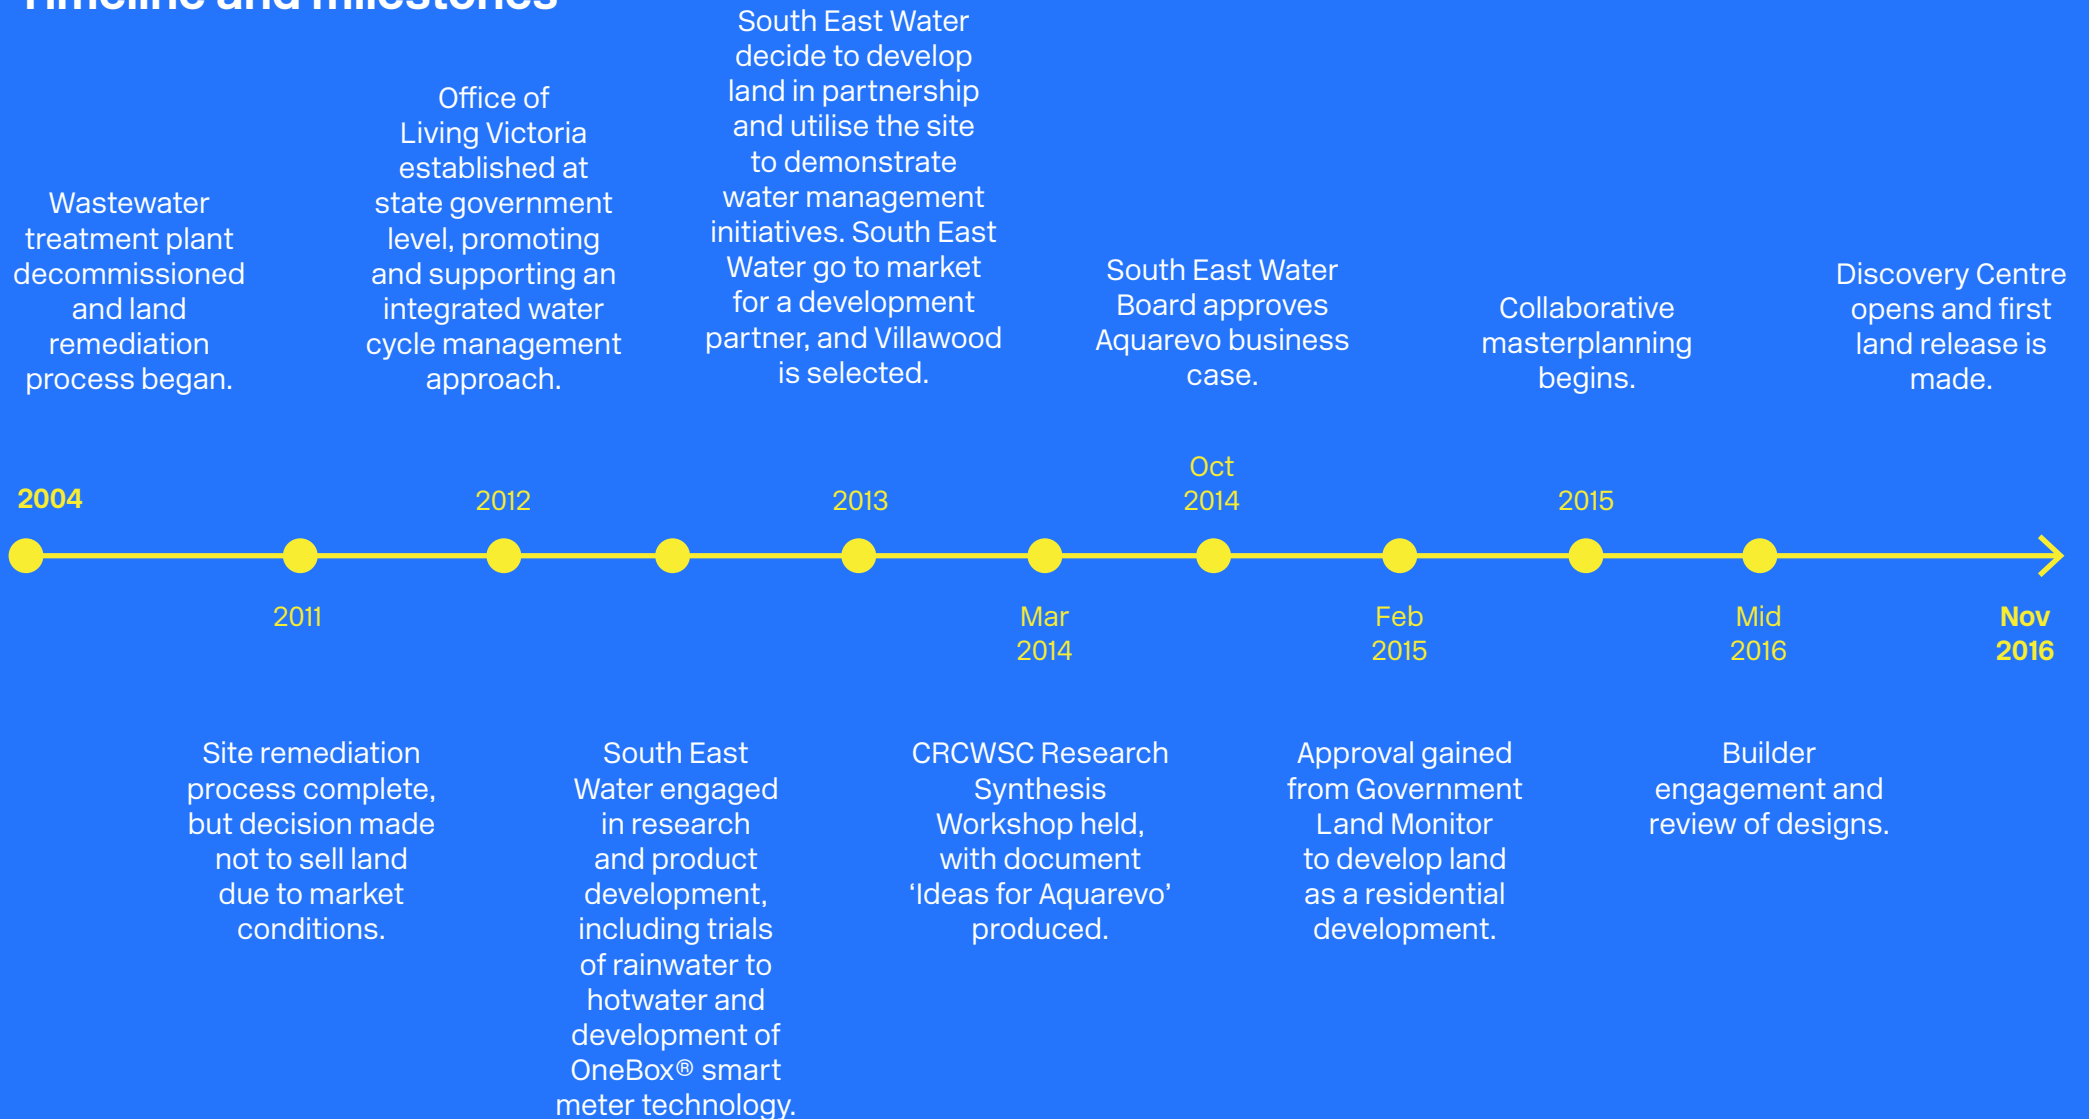 Timeline and milestones
Wastewater
treatment plant
decommissioned
and land
remediation
process began.
2004
Site remediation
process complete,
but decision made
not to sell land
due to market
conditions.
2011
Office of
Living Victoria
established at
state government
level, promoting
and supporting an
integrated water
cycle management
approach.
2012
South East
Water engaged
in research
and product
development,
including trials
of rainwater to
hotwater and
development of
OneBox® smart
meter technology.
South East Water
decide to develop
land in partnership
and utilise the site
to demonstrate
water management
initiatives. South East
Water go to market
for a development
partner, and Villawood
is selected.
2013
Mar
2014
CRCWSC Research
Synthesis
Workshop held,
with document
‘Ideas for Aquarevo’
produced.
South East Water
Board approves
Aquarevo business
case.
Oct
2014
Feb
2015
Approval gained
from Government
Land Monitor
to develop land
as a residential
development.
Collaborative
masterplanning
begins.
2015
Mid
2016
Builder
engagement and
review of designs.
Discovery Centre
opens and first
land release is
made.
Nov
2016